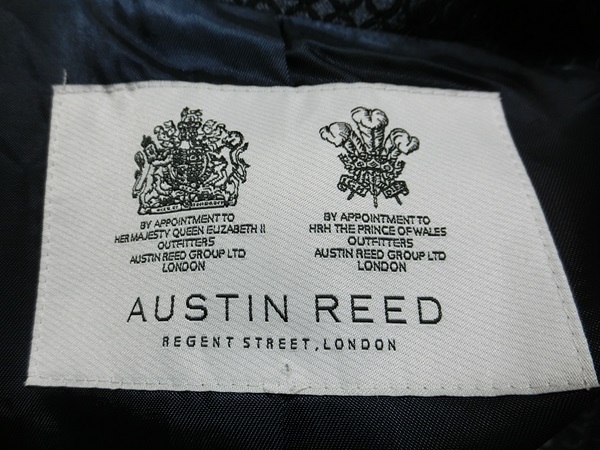 BY APPOINTMENT TO
HER MAJESTY QUEEN ELIZABETH II
OUTFITTERS
AUSTIN REED GROUP LTD
LONDON
BY APPOINTMENT TO
HRH THE PRINCE OF WALES
OUTFITTERS
AUSTIN REED GROUP LTD
LONDON
AUSTIN REED
REGENT STREET, LONDON